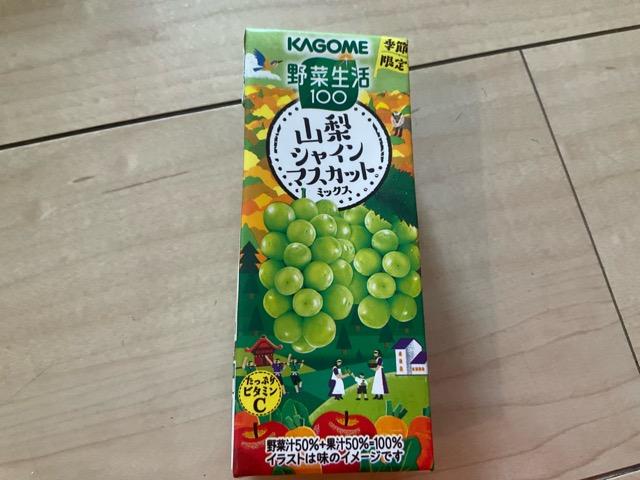 KAGOME
季節
限定
野菜生活
100
山梨
シャイン
マスカット
ミックス
たっぷり
ビタミン
C
野菜汁50%+果汁50%=100%
イラストは味のイメージです